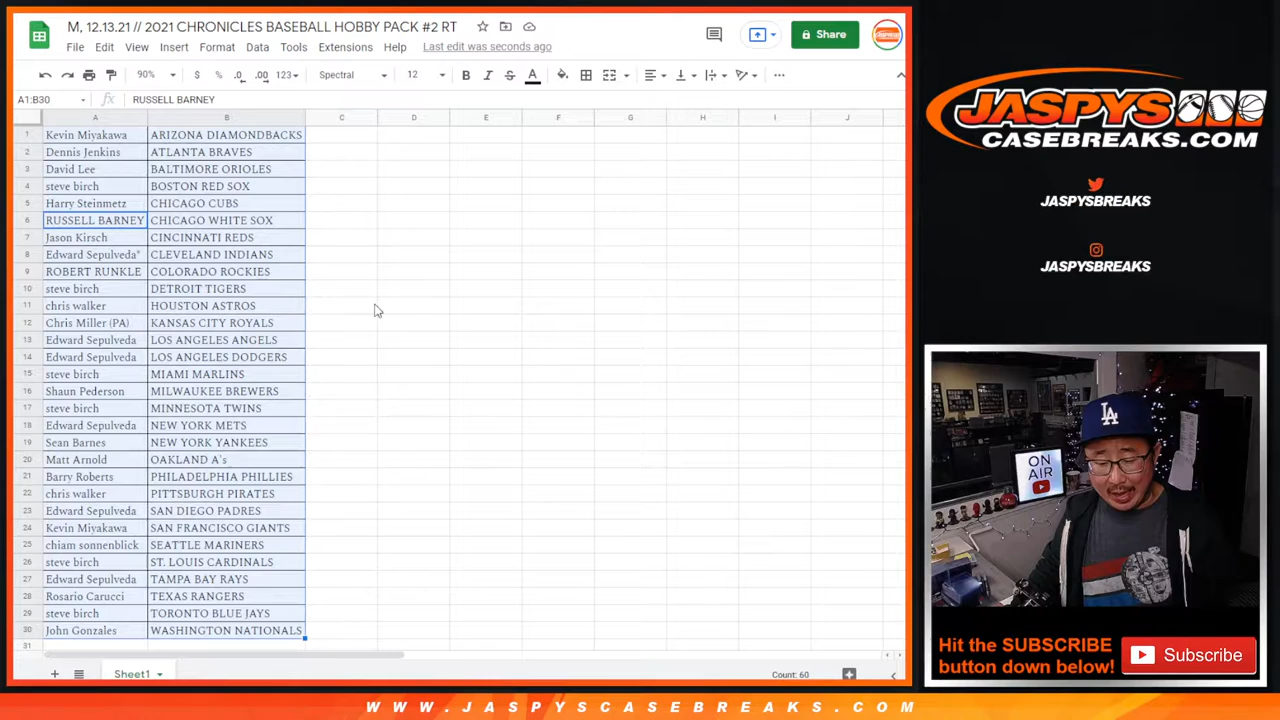 M, 12.13.21 // 2021 CHRONICLES BASEBALL HOBBY PACK #2 RT
File Edit View Insert Format Data Tools Extensions Help Last edit was seconds ago
Share
90% $ % .0 .00 123 Spectral 12 B I S A
A1:B30 fx RUSSELL BARNEY
A B C D E F G H I J
1 Kevin Miyakawa ARIZONA DIAMONDBACKS
2 Dennis Jenkins ATLANTA BRAVES
3 David Lee BALTIMORE ORIOLES
4 steve birch BOSTON RED SOX
5 Harry Steinmetz CHICAGO CUBS
6 RUSSELL BARNEY CHICAGO WHITE SOX
7 Jason Kirsch CINCINNATI REDS
8 Edward Sepulveda* CLEVELAND INDIANS
9 ROBERT RUNKLE COLORADO ROCKIES
10 steve birch DETROIT TIGERS
11 chris walker HOUSTON ASTROS
12 Chris Miller (PA) KANSAS CITY ROYALS
13 Edward Sepulveda LOS ANGELES ANGELS
14 Edward Sepulveda LOS ANGELES DODGERS
15 steve birch MIAMI MARLINS
16 Shaun Pederson MILWAUKEE BREWERS
17 steve birch MINNESOTA TWINS
18 Edward Sepulveda NEW YORK METS
19 Sean Barnes NEW YORK YANKEES
20 Matt Arnold OAKLAND A's
21 Barry Roberts PHILADELPHIA PHILLIES
22 chris walker PITTSBURGH PIRATES
23 Edward Sepulveda SAN DIEGO PADRES
24 Kevin Miyakawa SAN FRANCISCO GIANTS
25 chiam sonnenblick SEATTLE MARINERS
26 steve birch ST. LOUIS CARDINALS
27 Edward Sepulveda TAMPA BAY RAYS
28 Rosario Carucci TEXAS RANGERS
29 steve birch TORONTO BLUE JAYS
30 John Gonzales WASHINGTON NATIONALS
31
Sheet1 Count: 60
JASPYS
CASEBREAKS.COM
JASPYSBREAKS
JASPYSBREAKS
LA
ON
AIR
Hit the SUBSCRIBE
button down below!
Subscribe
WWW.JASPYSCASEBREAKS.COM